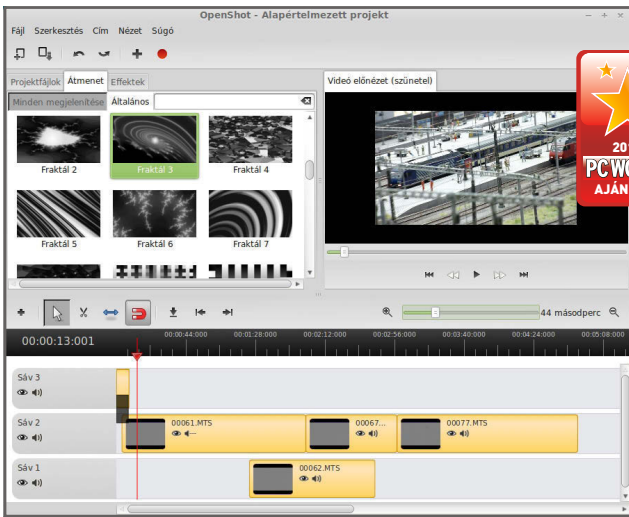 OpenShot - Alapértelmezett projekt
Fájl Szerkesztés Cím Nézet Súgó
Projektfájlok Átmenet Effektek
Minden megjelenítése Általános
Fraktál 2 Fraktál 3 Fraktál 4
Fraktál 5 Fraktál 6 Fraktál 7
Videó előnézet (szünetel)
44 másodperc
00:00:13:001
00:00:44:000 00:01:28:000 00:02:12:000 00:02:56:000 00:03:40:000 00:04:24:000 00:05:08:000
Sáv 3
Sáv 2
00061.MTS 00067... 00077.MTS
Sáv 1
00062.MTS